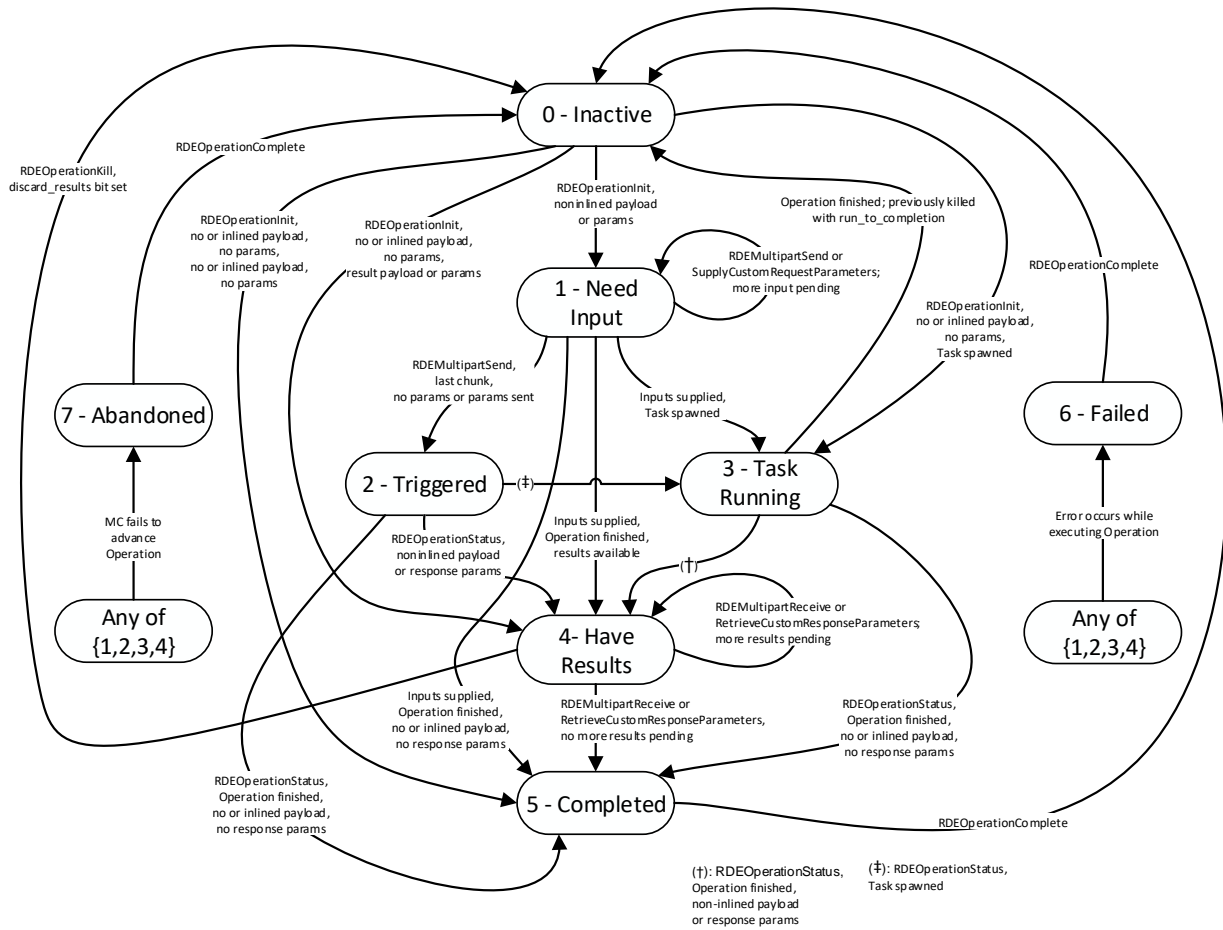 0 - Inactive
RDEOperationKill,
discard_results bit set
RDEOperationComplete
RDEOperationInit,
no or inlined payload,
no params,
no or inlined payload,
no params
RDEOperationInit,
no or inlined payload,
no params,
result payload or params
RDEOperationInit,
noninlined payload
or params
Operation finished; previously killed
with run_to_completion
RDEMultipartSend or
SupplyCustomRequestParameters;
more input pending
RDEOperationComplete
1 - Need
Input
RDEOperationInit,
no or inlined payload,
no params,
Task spawned
RDEMultipartSend,
last chunk,
no params or params sent
Inputs supplied,
Task spawned
7 - Abandoned
6 - Failed
2 - Triggered
(‡)
3 - Task
Running
MC fails to
advance
Operation
RDEOperationStatus,
noninlined payload
or response params
Inputs supplied,
Operation finished,
results available
(†)
Error occurs while
executing Operation
Any of
{1,2,3,4}
4- Have
Results
RDEMultipartReceive or
RetrieveCustomResponseParameters;
more results pending
Any of
{1,2,3,4}
Inputs supplied,
Operation finished,
no or inlined payload,
no response params
RDEMultipartReceive or
RetrieveCustomResponseParameters,
no more results pending
RDEOperationStatus,
Operation finished,
no or inlined payload,
no response params
RDEOperationStatus,
Operation finished,
no or inlined payload,
no response params
5 - Completed
RDEOperationComplete
(†): RDEOperationStatus,
Operation finished,
non-inlined payload
or response params
(‡): RDEOperationStatus,
Task spawned